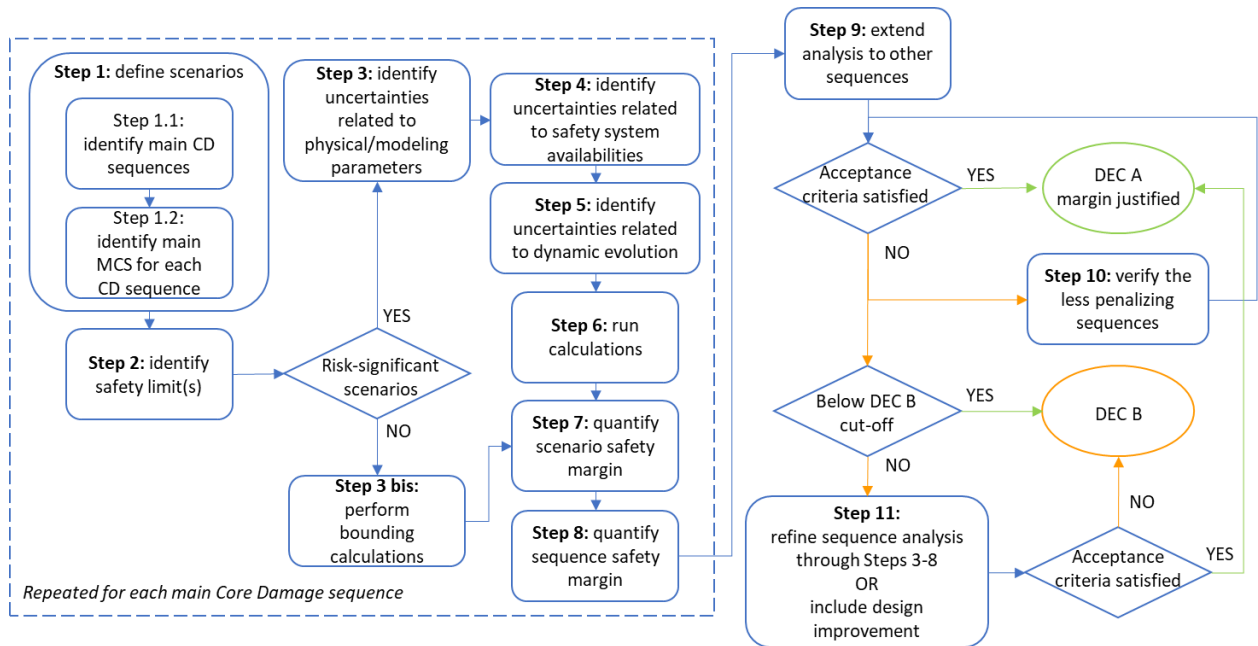 Step 1: define scenarios
Step 1.1:
identify main CD
sequences
Step 1.2:
identify main
MCS for each
CD sequence
Step 2: identify
safety limit(s)
Risk-significant
scenarios
YES
NO
Step 3: identify
uncertainties
related to
physical/modeling
parameters
Step 3 bis:
perform
bounding
calculations
Step 4: identify
uncertainties related
to safety system
availabilities
Step 5: identify
uncertainties related
to dynamic evolution
Step 6: run
calculations
Step 7: quantify
scenario safety
margin
Step 8: quantify
sequence safety
margin
Repeated for each main Core Damage sequence
Step 9: extend
analysis to other
sequences
Acceptance
criteria satisfied
YES
DEC A
margin justified
NO
Step 10: verify the
less penalizing
sequences
Below DEC B
cut-off
YES
DEC B
NO
Step 11:
refine sequence analysis
through Steps 3-8
OR
include design
improvement
Acceptance
criteria satisfied
NO
YES